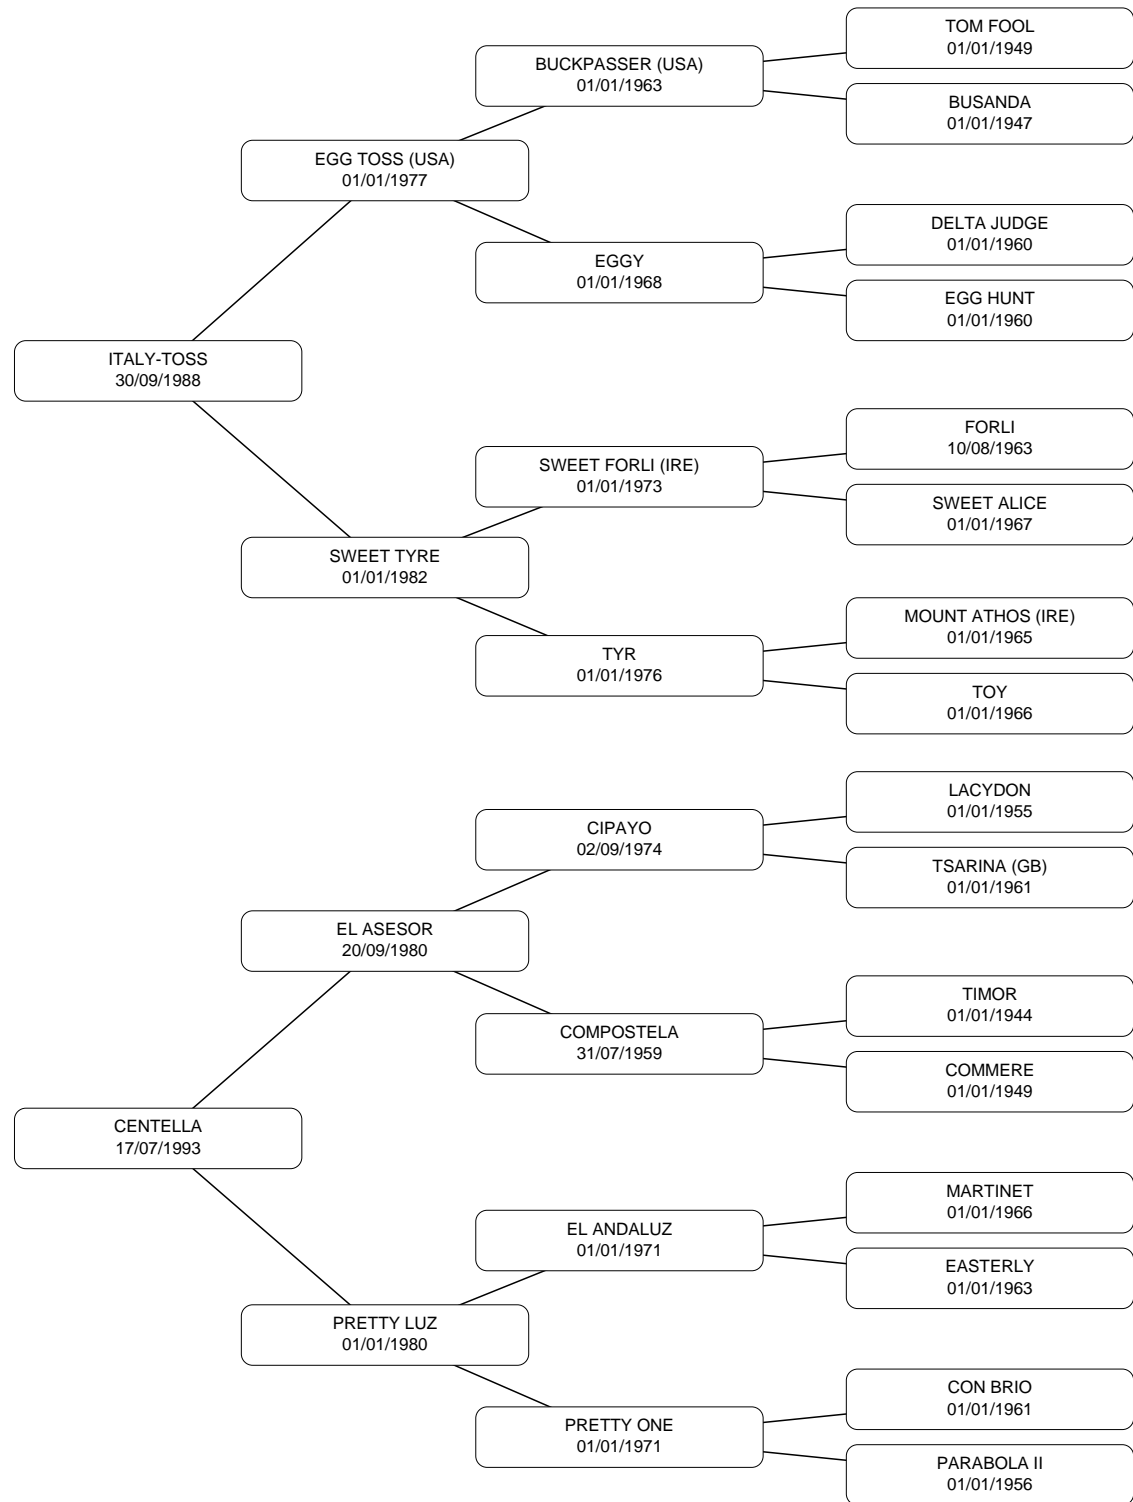 TOM FOOL
01/01/1949
BUCKPASSER (USA)
01/01/1963
BUSANDA
01/01/1947
EGG TOSS (USA)
01/01/1977
DELTA JUDGE
01/01/1960
EGGY
01/01/1968
EGG HUNT
01/01/1960
ITALY-TOSS
30/09/1988
FORLI
10/08/1963
SWEET FORLI (IRE)
01/01/1973
SWEET ALICE
01/01/1967
SWEET TYRE
01/01/1982
MOUNT ATHOS (IRE)
01/01/1965
TYR
01/01/1976
TOY
01/01/1966
LACYDON
01/01/1955
CIPAYO
02/09/1974
TSARINA (GB)
01/01/1961
EL ASESOR
20/09/1980
TIMOR
01/01/1944
COMPOSTELA
31/07/1959
COMMERE
01/01/1949
CENTELLA
17/07/1993
MARTINET
01/01/1966
EL ANDALUZ
01/01/1971
EASTERLY
01/01/1963
PRETTY LUZ
01/01/1980
CON BRIO
01/01/1961
PRETTY ONE
01/01/1971
PARABOLA II
01/01/1956